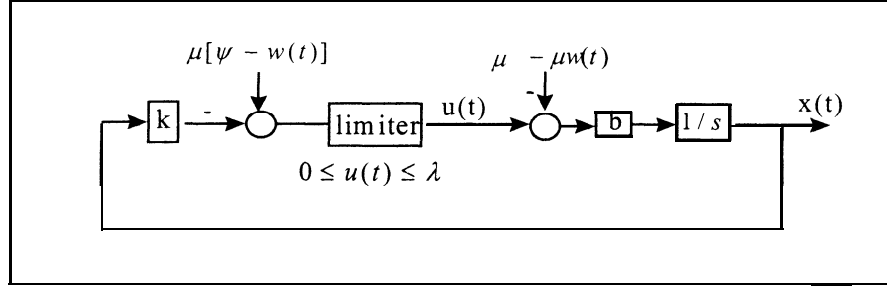 μ[ψ - w(t)]
μ - μw(t)
-
k
-
limiter
u(t)
b
1/s
x(t)
0 ≤ u(t) ≤ λ